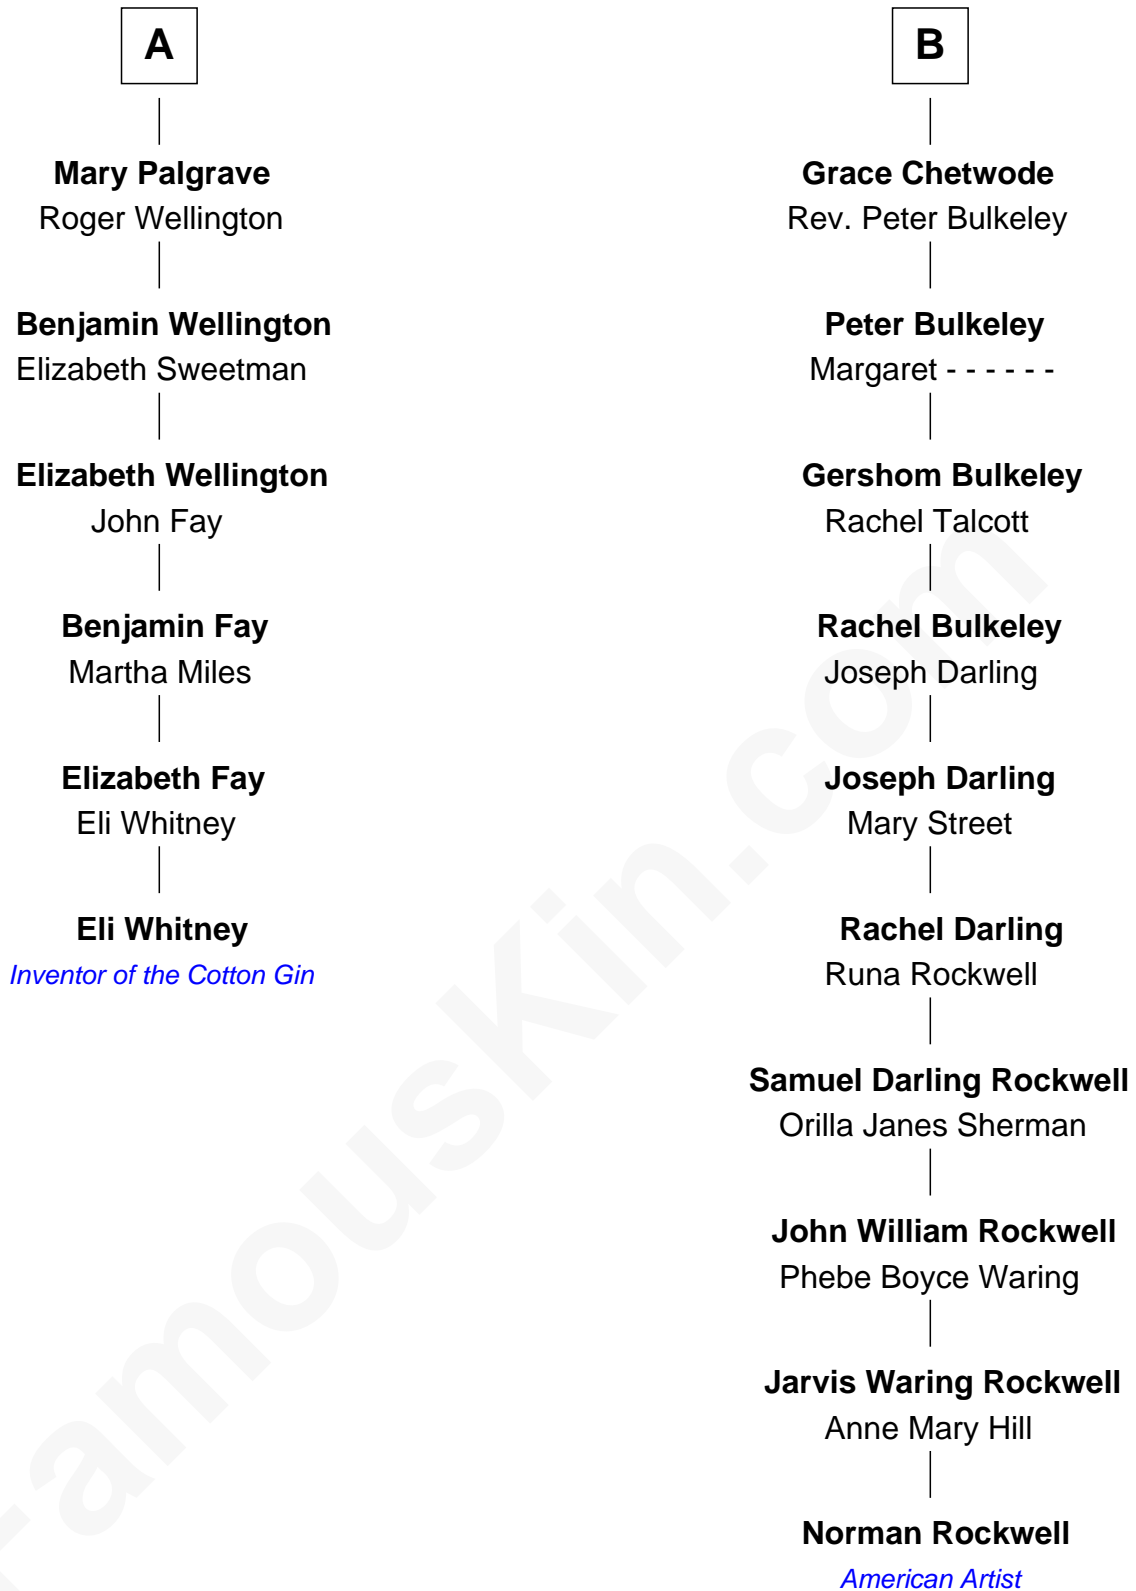 A
Mary Palgrave
Roger Wellington
Benjamin Wellington
Elizabeth Sweetman
Elizabeth Wellington
John Fay
Benjamin Fay
Martha Miles
Elizabeth Fay
Eli Whitney
Eli Whitney
Inventor of the Cotton Gin
B
Grace Chetwode
Rev. Peter Bulkeley
Peter Bulkeley
Margaret - - - - - -
Gershom Bulkeley
Rachel Talcott
Rachel Bulkeley
Joseph Darling
Joseph Darling
Mary Street
Rachel Darling
Runa Rockwell
Samuel Darling Rockwell
Orilla Janes Sherman
John William Rockwell
Phebe Boyce Waring
Jarvis Waring Rockwell
Anne Mary Hill
Norman Rockwell
American Artist
FamousKin.com